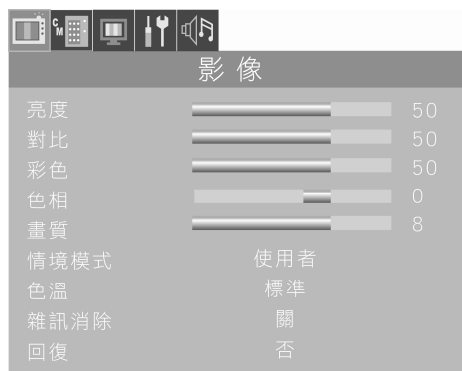 C
M
影像
亮度 50
對比 50
彩色 50
色相 0
畫質 8
情境模式 使用者
色溫 標準
雜訊消除 關
回復 否